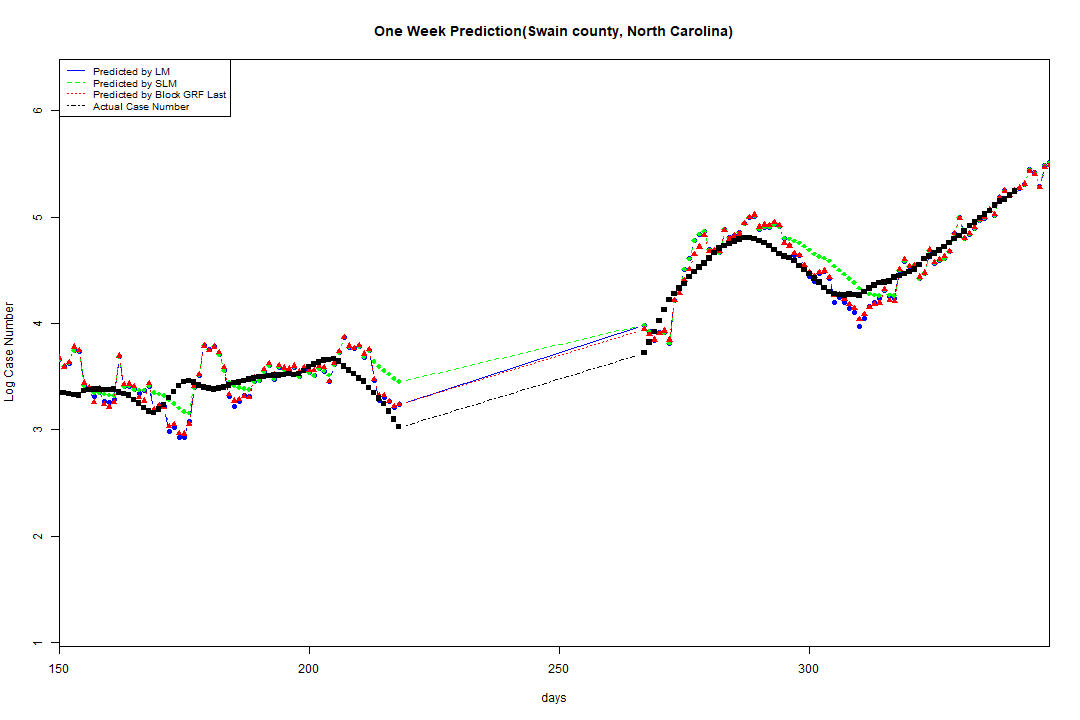 One Week Prediction(Swain county, North Carolina)
Predicted by LM
Predicted by SLM
Predicted by Block GRF Last
Actual Case Number
6
5
4
3
2
1
Log Case Number
150 200 250 300
days